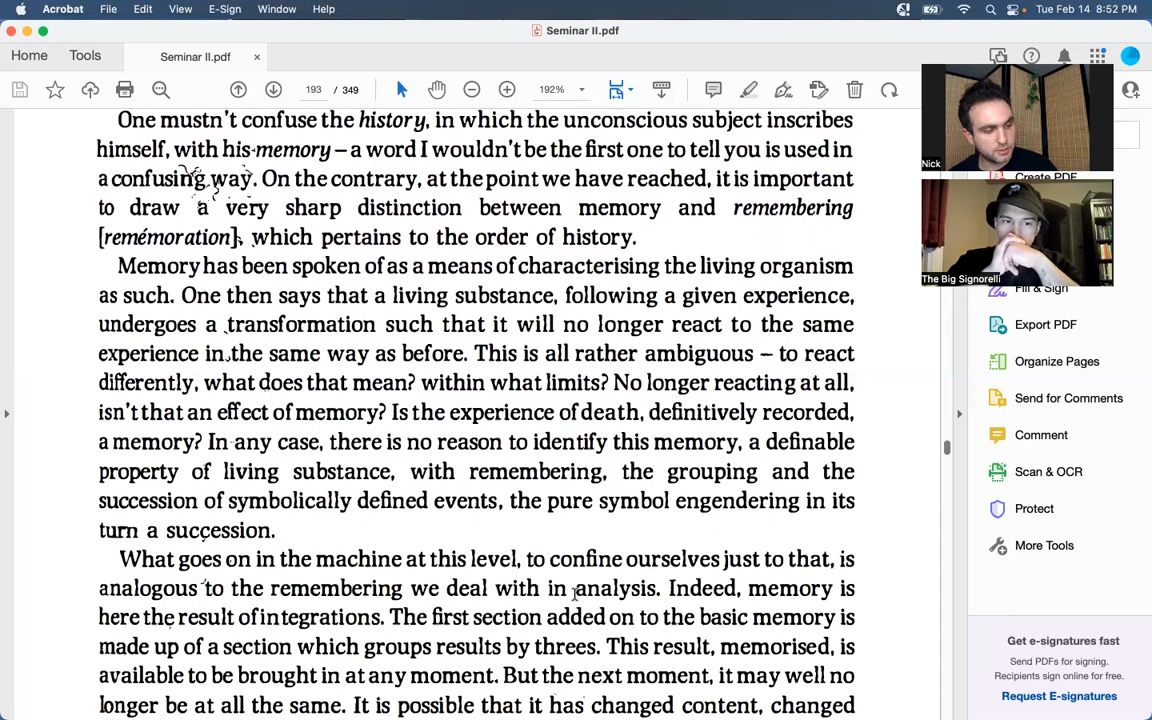 Acrobat File Edit View E-Sign Window Help Tue Feb 14 8:52 PM
Seminar II.pdf
Home Tools Seminar II.pdf
193 / 349 192%
Nick
The Big Signorelli
One mustn't confuse the history, in which the unconscious subject inscribes
himself, with his memory – a word I wouldn't be the first one to tell you is used in
a confusing way. On the contrary, at the point we have reached, it is important
to draw a very sharp distinction between memory and remembering
[remémoration], which pertains to the order of history.
Memory has been spoken of as a means of characterising the living organism
as such. One then says that a living substance, following a given experience,
undergoes a transformation such that it will no longer react to the same
experience in the same way as before. This is all rather ambiguous – to react
differently, what does that mean? within what limits? No longer reacting at all,
isn't that an effect of memory? Is the experience of death, definitively recorded,
a memory? In any case, there is no reason to identify this memory, a definable
property of living substance, with remembering, the grouping and the
succession of symbolically defined events, the pure symbol engendering in its
turn a succession.
What goes on in the machine at this level, to confine ourselves just to that, is
analogous to the remembering we deal with in analysis. Indeed, memory is
here the result of integrations. The first section added on to the basic memory is
made up of a section which groups results by threes. This result, memorised, is
available to be brought in at any moment. But the next moment, it may well no
longer be at all the same. It is possible that it has changed content, changed
Create PDF
Fill & Sign
Export PDF
Organize Pages
Send for Comments
Comment
Scan & OCR
Protect
More Tools
Get e-signatures fast
Send PDFs for signing.
Recipients sign online for free.
Request E-signatures